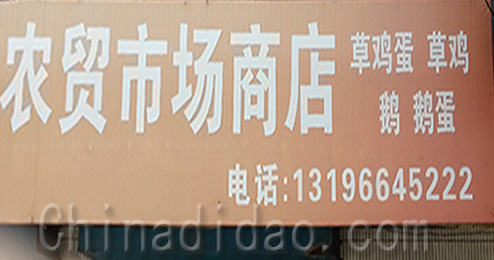 农贸市场商店
草鸡蛋 草鸡
鹅 鹅蛋
电话:13196645222
Chinadidao.com